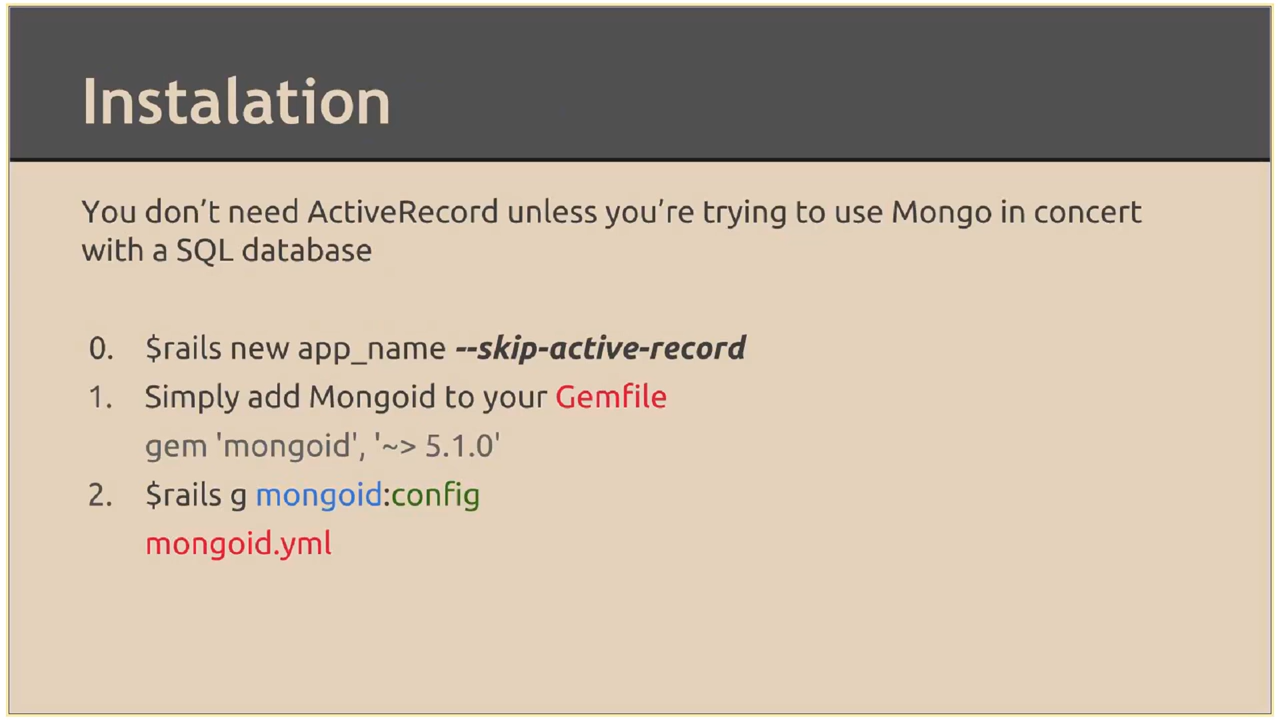 Instalation
You don’t need ActiveRecord unless you’re trying to use Mongo in concert
with a SQL database
0. $rails new app_name --skip-active-record
1. Simply add Mongoid to your Gemfile
gem 'mongoid', '~> 5.1.0'
2. $rails g mongoid:config
mongoid.yml